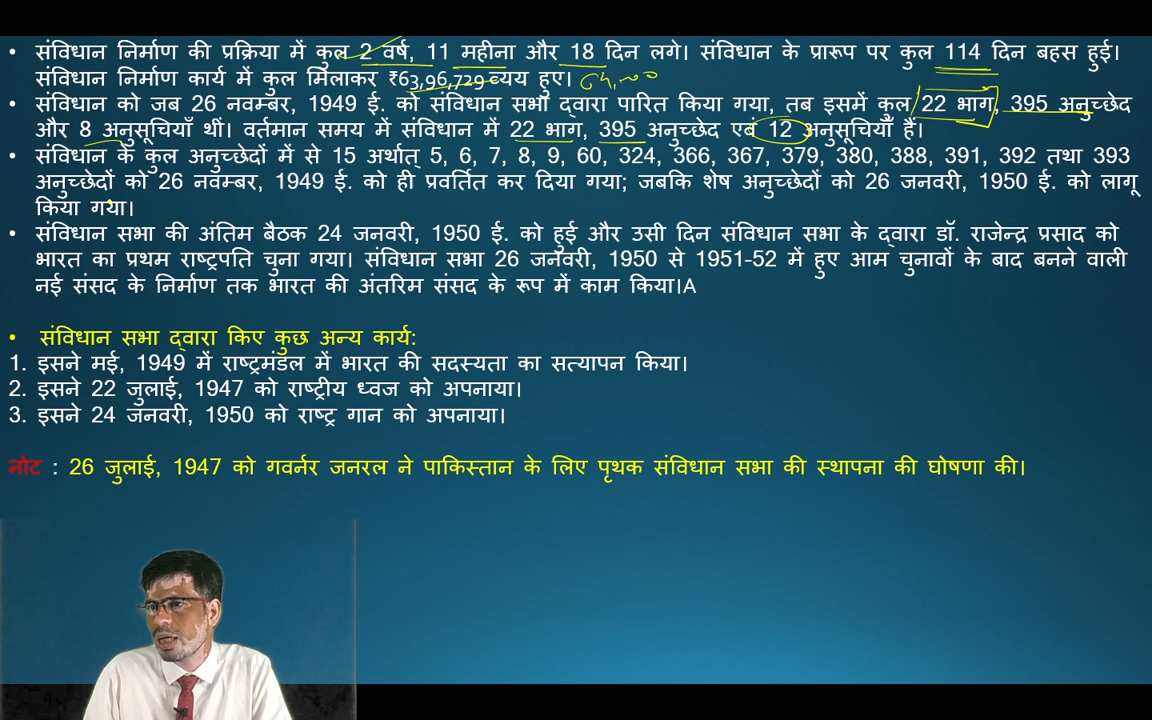 • संविधान निर्माण की प्रक्रिया में कुल 2 वर्ष, 11 महीना और 18 दिन लगे। संविधान के प्रारूप पर कुल 114 दिन बहस हुई।
संविधान निर्माण कार्य में कुल मिलाकर ₹63,96,729 व्यय हुए।
• संविधान को जब 26 नवम्बर, 1949 ई. को संविधान सभा द्वारा पारित किया गया, तब इसमें कुल 22 भाग, 395 अनुच्छेद
और 8 अनुसूचियाँ थीं। वर्तमान समय में संविधान में 22 भाग, 395 अनुच्छेद एवं 12 अनुसूचियाँ हैं।
• संविधान के कुल अनुच्छेदों में से 15 अर्थात् 5, 6, 7, 8, 9, 60, 324, 366, 367, 379, 380, 388, 391, 392 तथा 393
अनुच्छेदों को 26 नवम्बर, 1949 ई. को ही प्रवर्तित कर दिया गया; जबकि शेष अनुच्छेदों को 26 जनवरी, 1950 ई. को लागू
किया गया।
• संविधान सभा की अंतिम बैठक 24 जनवरी, 1950 ई. को हुई और उसी दिन संविधान सभा के द्वारा डॉ. राजेन्द्र प्रसाद को
भारत का प्रथम राष्ट्रपति चुना गया। संविधान सभा 26 जनवरी, 1950 से 1951-52 में हुए आम चुनावों के बाद बनने वाली
नई संसद के निर्माण तक भारत की अंतरिम संसद के रूप में काम किया।A
• संविधान सभा द्वारा किए कुछ अन्य कार्य:
1. इसने मई, 1949 में राष्ट्रमंडल में भारत की सदस्यता का सत्यापन किया।
2. इसने 22 जुलाई, 1947 को राष्ट्रीय ध्वज को अपनाया।
3. इसने 24 जनवरी, 1950 को राष्ट्र गान को अपनाया।
नोट : 26 जुलाई, 1947 को गवर्नर जनरल ने पाकिस्तान के लिए पृथक संविधान सभा की स्थापना की घोषणा की।